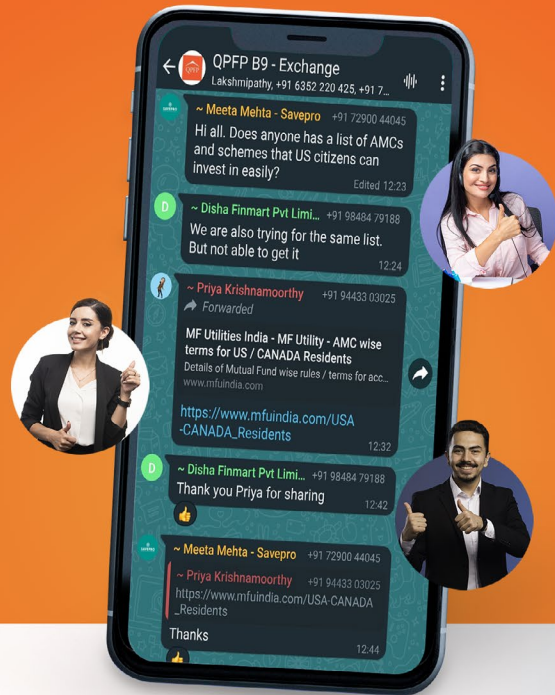 QPFP
QPFP B9 - Exchange
Lakshmipathy, +91 6352 220 425, +91 7...
~ Meeta Mehta - Savepro +91 72900 44045
Hi all. Does anyone has a list of AMCs
and schemes that US citizens can
invest in easily?
Edited 12:23
D
~ Disha Finmart Pvt Limi... +91 98484 79188
We are also trying for the same list.
But not able to get it
12:24
~ Priya Krishnamoorthy +91 94433 03025
Forwarded
MF Utilities India - MF Utility - AMC wise
terms for US / CANADA Residents
Details of Mutual Fund wise rules / terms for acc...
www.mfuindia.com
https://www.mfuindia.com/USA
-CANADA_Residents
12:32
D
~ Disha Finmart Pvt Limi... +91 98484 79188
Thank you Priya for sharing
12:42
👍
~ Meeta Mehta - Savepro +91 72900 44045
~ Priya Krishnamoorthy +91 94433 03025
https://www.mfuindia.com/USA-CANADA
_Residents
Thanks
12:44
👍